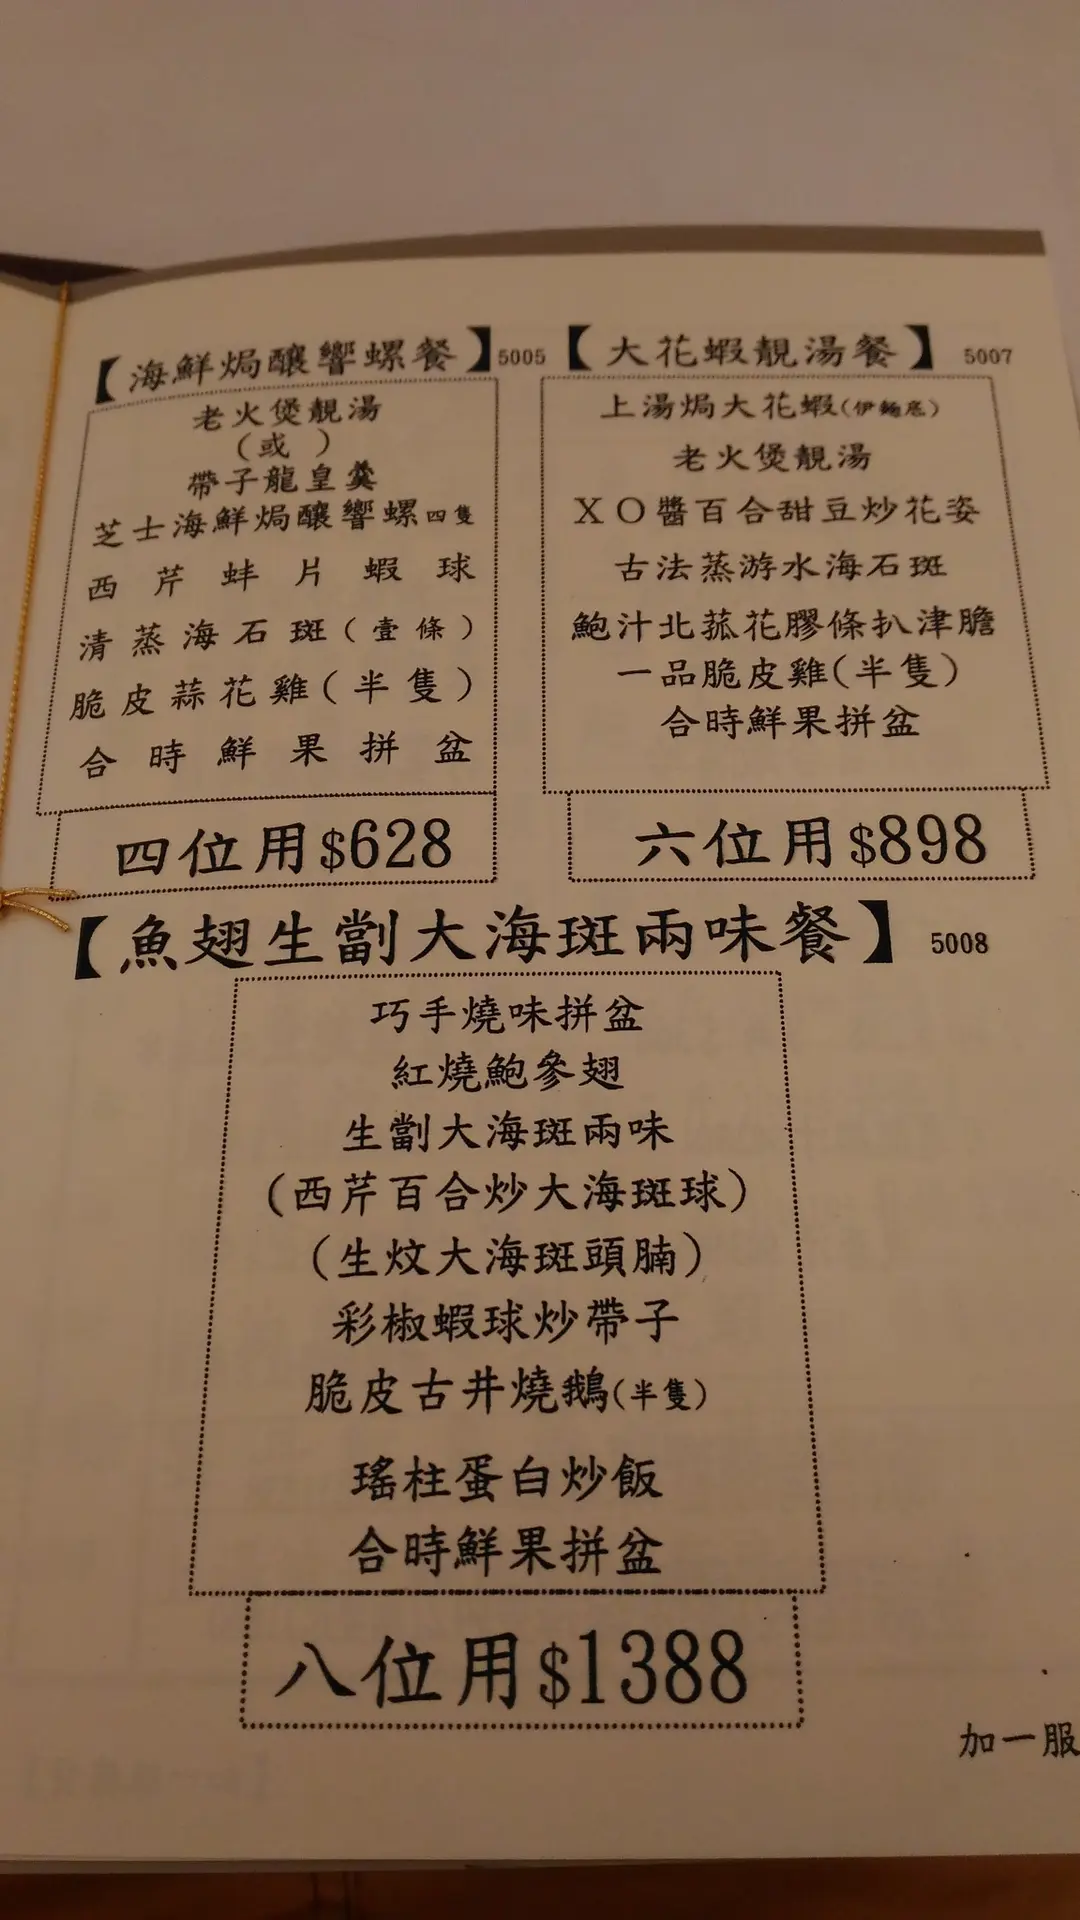 【海鮮焗釀響螺餐】5005
老火煲靚湯
(或 )
帶子龍皇羹
芝士海鮮焗釀響螺四隻
西芹蚌片蝦球
清蒸海石斑(壹條)
脆皮蒜花雞(半隻)
合時鮮果拼盆
四位用$628
【大花蝦靚湯餐】 5007
上湯焗大花蝦(伊麵底)
老火煲靚湯
XO醬百合甜豆炒花姿
古法蒸游水海石斑
鮑汁北菰花膠條扒津膽
一品脆皮雞(半隻)
合時鮮果拼盆
六位用$898
【魚翅生劏大海斑兩味餐】 5008
巧手燒味拼盆
紅燒鮑參翅
生劏大海斑兩味
(西芹百合炒大海斑球)
(生炆大海斑頭腩)
彩椒蝦球炒帶子
脆皮古井燒鵝(半隻)
瑤柱蛋白炒飯
合時鮮果拼盆
八位用$1388
加一服